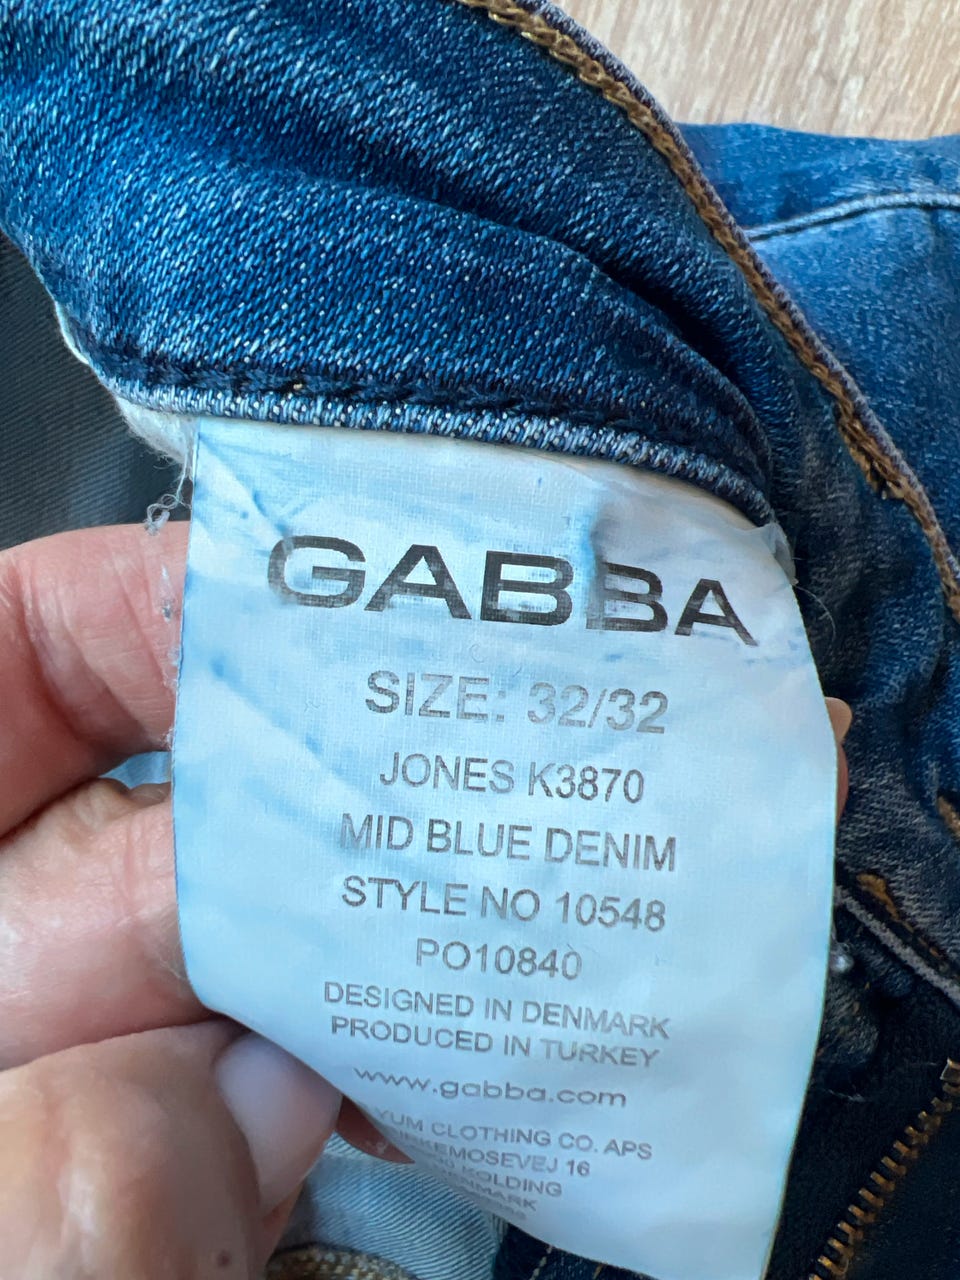 GABBA
SIZE: 32/32
JONES K3870
MID BLUE DENIM
STYLE NO 10548
PO10840
DESIGNED IN DENMARK
PRODUCED IN TURKEY
www.gabba.com
YUM CLOTHING CO. APS
16
KOLDING